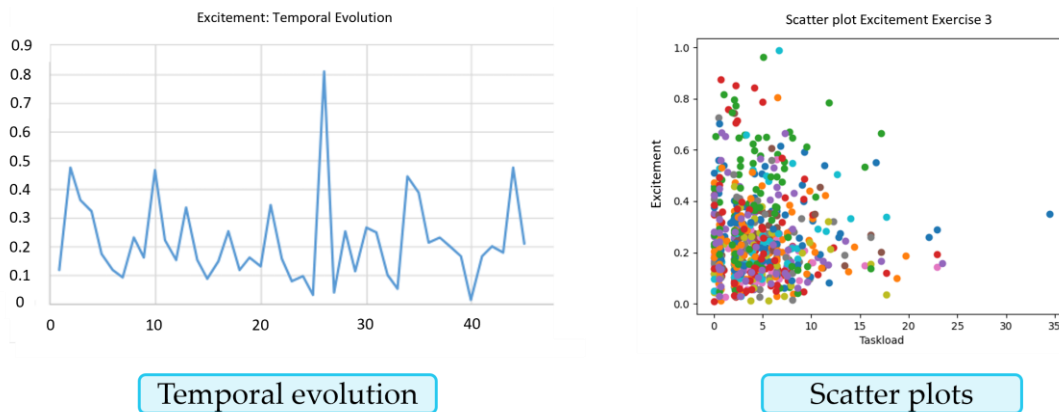 Excitement: Temporal Evolution
0.9
0.8
0.7
0.6
0.5
0.4
0.3
0.2
0.1
0
0 10 20 30 40
Temporal evolution
Scatter plot Excitement Exercise 3
Excitement
1.0
0.8
0.6
0.4
0.2
0.0
0 5 10 15 20 25 30 35
Taskload
Scatter plots